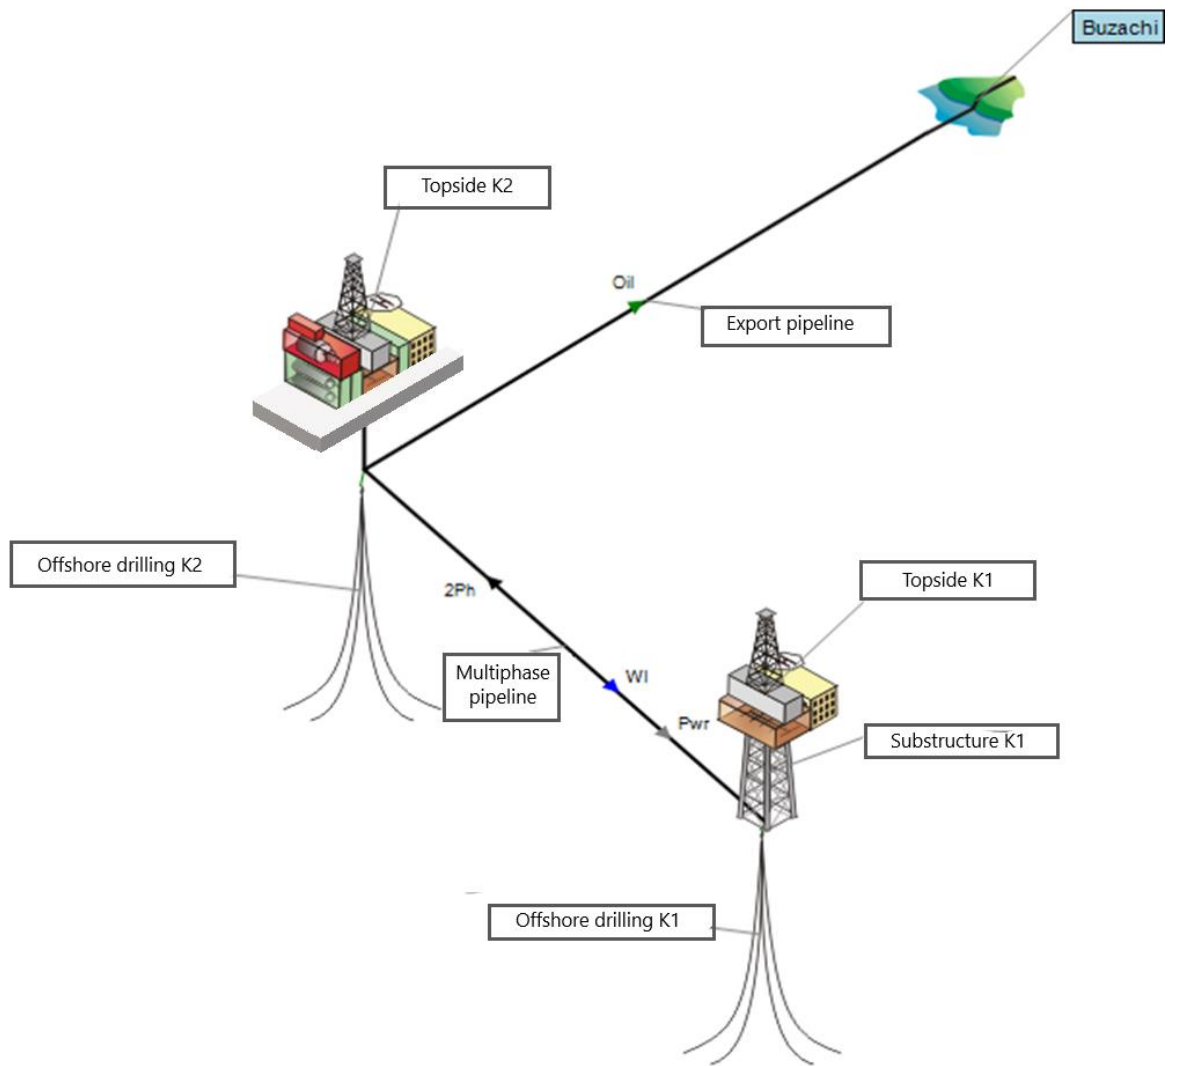 Buzachi
Topside K2
Oil
Export pipeline
Offshore drilling K2
2Ph
Topside K1
Multiphase
pipeline
WI
Pwr
Substructure K1
Offshore drilling K1